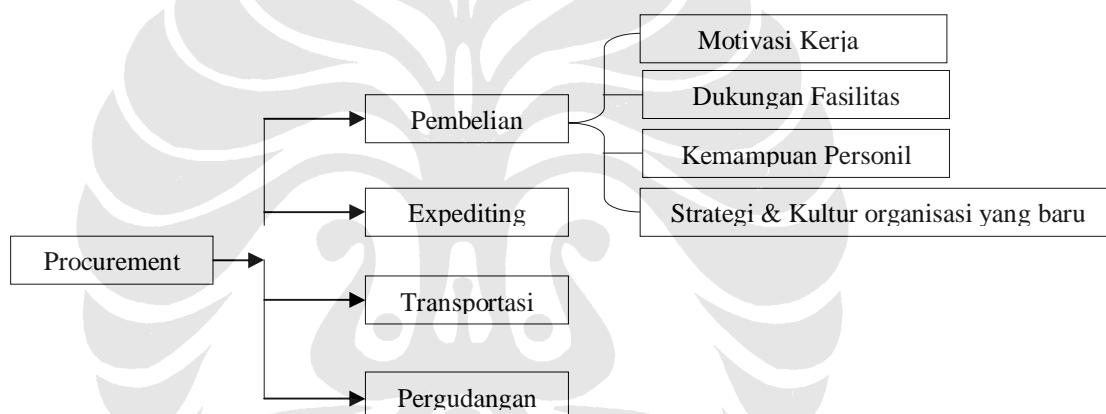 Motivasi Kerja
Dukungan Fasilitas
Pembelian
Kemampuan Personil
Expediting
Strategi & Kultur organisasi yang baru
Procurement
Transportasi
Pergudangan